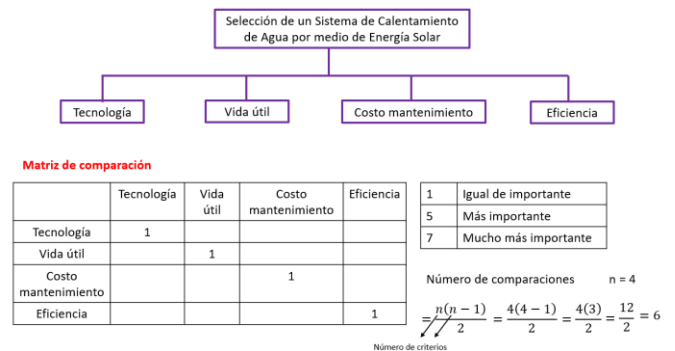 Selección de un Sistema de Calentamiento
de Agua por medio de Energía Solar
Tecnología
Vida útil
Costo mantenimiento
Eficiencia
Matriz de comparación
Tecnología Vida útil Costo mantenimiento Eficiencia
Tecnología 1
Vida útil 1
Costo mantenimiento 1
Eficiencia 1
1 Igual de importante
5 Más importante
7 Mucho más importante
Número de comparaciones n = 4
= n(n − 1)/2 = 4(4 − 1)/2 = 4(3)/2 = 12/2 = 6
Número de criterios